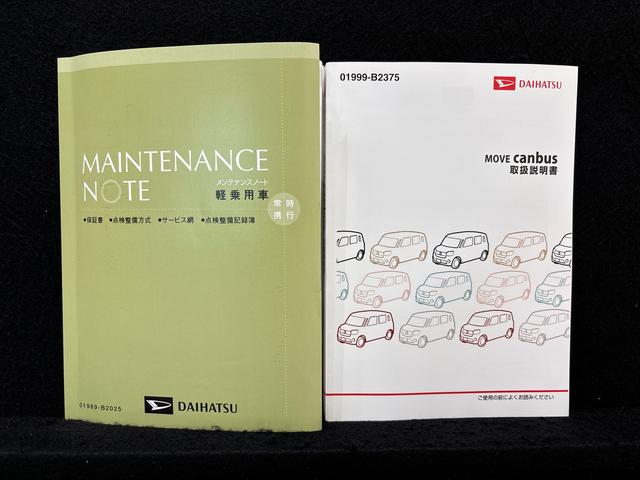 MAINTENANCE
NOTE
メンテナンスノート
軽乗用車
常時
携行
●保証書 ●点検整備方式 ●サービス網 ●点検整備記録簿
01989-B2025
DAIHATSU
01999-B2375
DAIHATSU
MOVE canbus
取扱説明書
ご使用の前によくお読みください